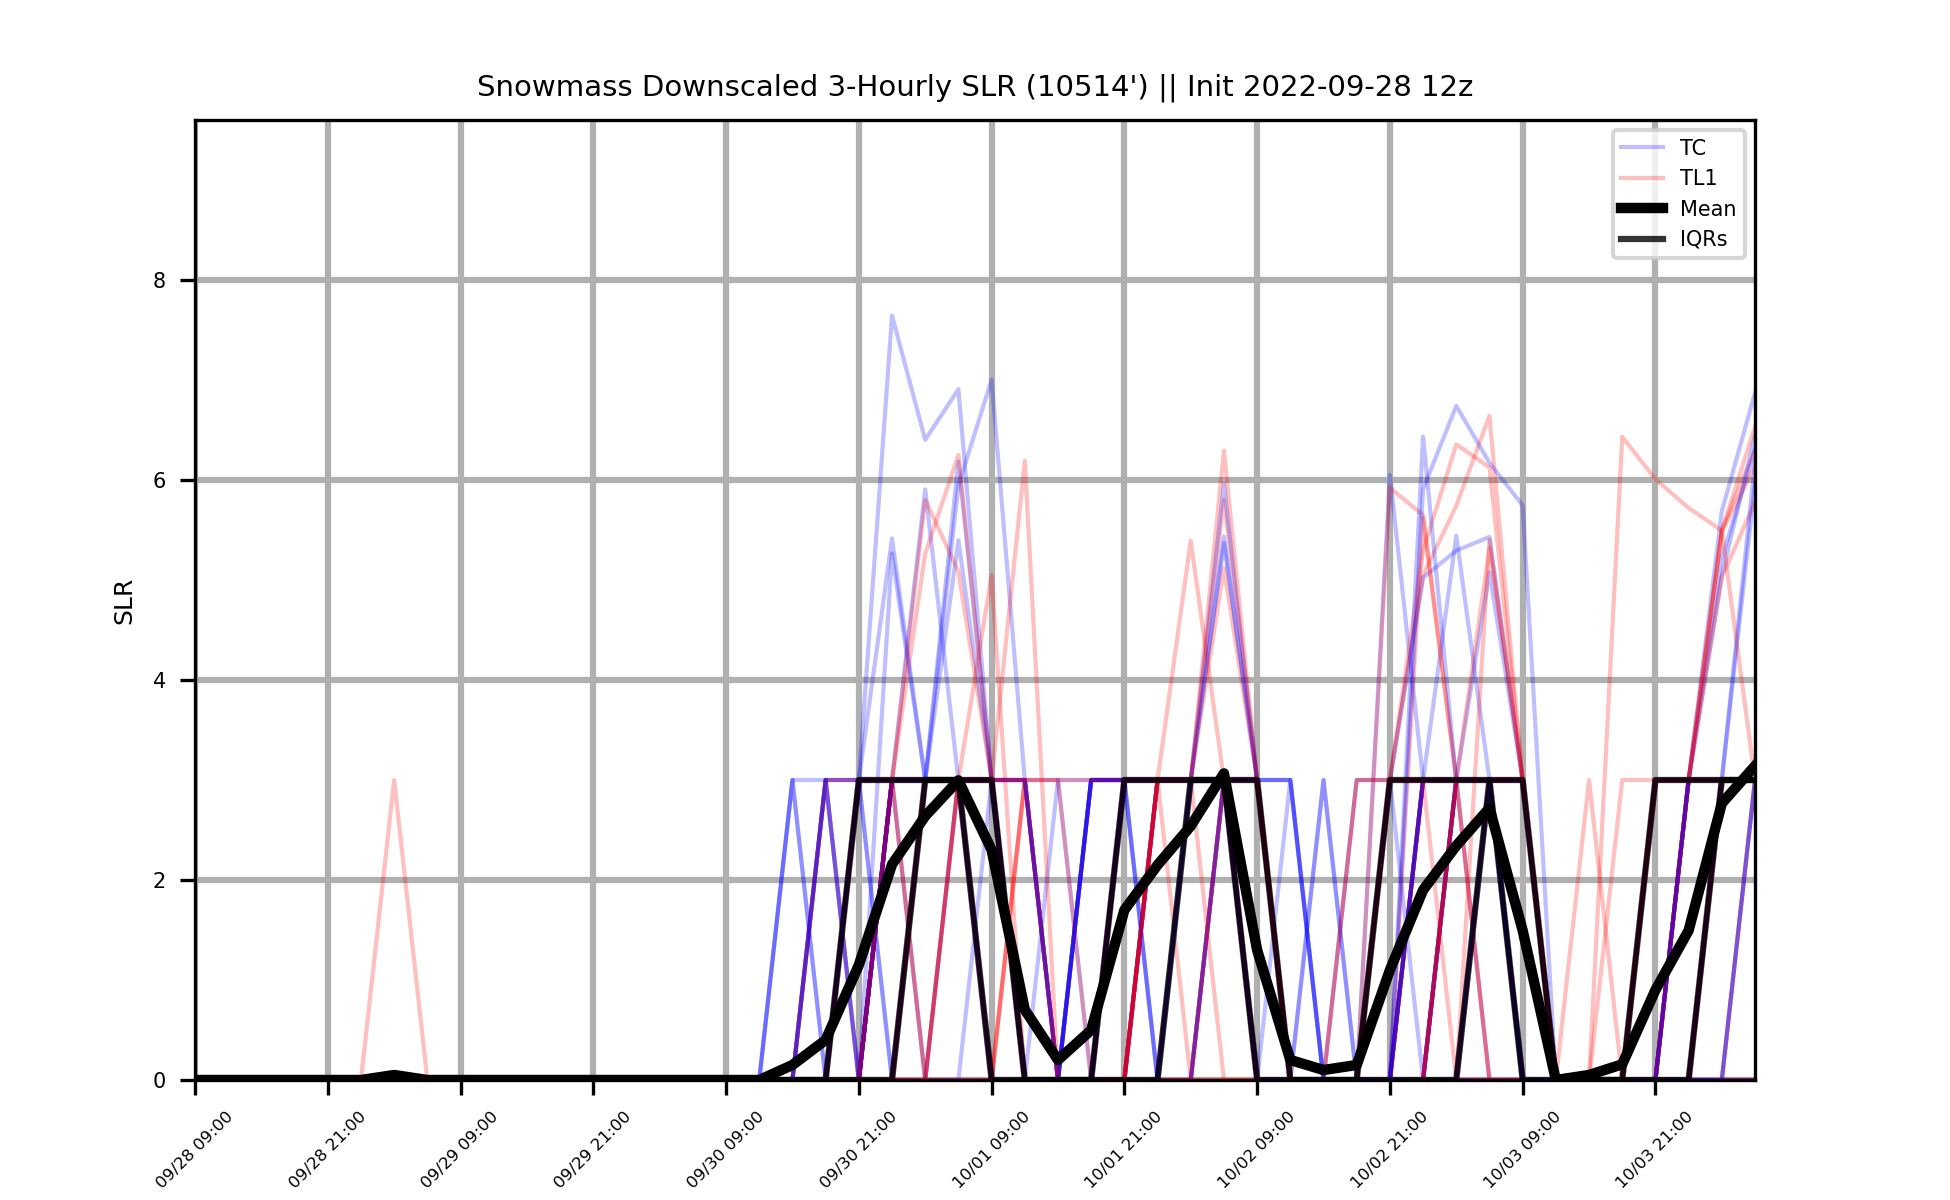 Snowmass Downscaled 3-Hourly SLR (10514') || Init 2022-09-28 12z
TC
TL1
Mean
IQRs
8
6
4
2
0
SLR
09/28 09:00
09/28 21:00
09/29 09:00
09/29 21:00
09/30 09:00
09/30 21:00
10/01 09:00
10/01 21:00
10/02 09:00
10/02 21:00
10/03 09:00
10/03 21:00